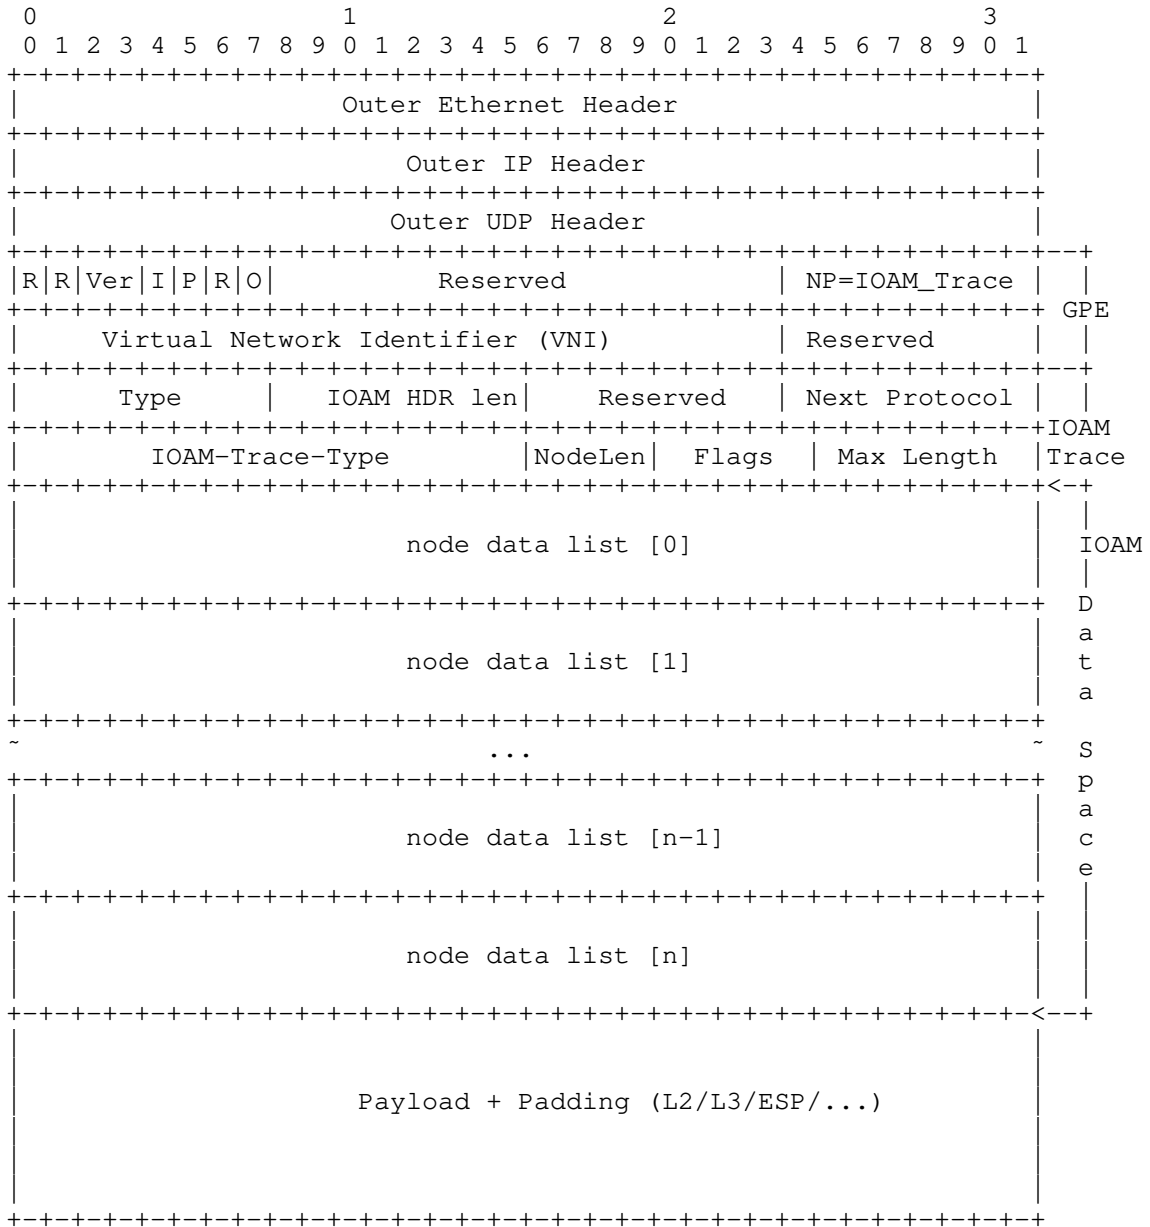 0                   1                   2                   3
 0 1 2 3 4 5 6 7 8 9 0 1 2 3 4 5 6 7 8 9 0 1 2 3 4 5 6 7 8 9 0 1
+-+-+-+-+-+-+-+-+-+-+-+-+-+-+-+-+-+-+-+-+-+-+-+-+-+-+-+-+-+-+-+-+
|                    Outer Ethernet Header                      |
+-+-+-+-+-+-+-+-+-+-+-+-+-+-+-+-+-+-+-+-+-+-+-+-+-+-+-+-+-+-+-+-+
|                        Outer IP Header                        |
+-+-+-+-+-+-+-+-+-+-+-+-+-+-+-+-+-+-+-+-+-+-+-+-+-+-+-+-+-+-+-+-+
|                       Outer UDP Header                        |
+-+-+-+-+-+-+-+-+-+-+-+-+-+-+-+-+-+-+-+-+-+-+-+-+-+-+-+-+-+-+-+-+--+
|R|R|Ver|I|P|R|O|          Reserved             | NP=IOAM_Trace |  |
+-+-+-+-+-+-+-+-+-+-+-+-+-+-+-+-+-+-+-+-+-+-+-+-+-+-+-+-+-+-+-+-+ GPE
|     Virtual Network Identifier (VNI)          | Reserved      |  |
+-+-+-+-+-+-+-+-+-+-+-+-+-+-+-+-+-+-+-+-+-+-+-+-+-+-+-+-+-+-+-+-+--+
|      Type     |   IOAM HDR len|    Reserved   | Next Protocol |  |
+-+-+-+-+-+-+-+-+-+-+-+-+-+-+-+-+-+-+-+-+-+-+-+-+-+-+-+-+-+-+-+-+IOAM
|        IOAM-Trace-Type        |NodeLen|  Flags  | Max Length  |Trace
+-+-+-+-+-+-+-+-+-+-+-+-+-+-+-+-+-+-+-+-+-+-+-+-+-+-+-+-+-+-+-+-+<-+
|                                                               |  |
|                        node data list [0]                     | IOAM
|                                                               |  |
+-+-+-+-+-+-+-+-+-+-+-+-+-+-+-+-+-+-+-+-+-+-+-+-+-+-+-+-+-+-+-+-+  D
|                                                               |  a
|                        node data list [1]                     |  t
|                                                               |  a
+-+-+-+-+-+-+-+-+-+-+-+-+-+-+-+-+-+-+-+-+-+-+-+-+-+-+-+-+-+-+-+-+
~                             ...                               ~  S
+-+-+-+-+-+-+-+-+-+-+-+-+-+-+-+-+-+-+-+-+-+-+-+-+-+-+-+-+-+-+-+-+  p
|                                                               |  a
|                        node data list [n-1]                   |  c
|                                                               |  e
+-+-+-+-+-+-+-+-+-+-+-+-+-+-+-+-+-+-+-+-+-+-+-+-+-+-+-+-+-+-+-+-+  |
|                                                               |  |
|                        node data list [n]                     |  |
|                                                               |  |
+-+-+-+-+-+-+-+-+-+-+-+-+-+-+-+-+-+-+-+-+-+-+-+-+-+-+-+-+-+-+-+-<--+
|                                                               |
|                                                               |
|                     Payload + Padding (L2/L3/ESP/...)         |
|                                                               |
|                                                               |
|                                                               |
+-+-+-+-+-+-+-+-+-+-+-+-+-+-+-+-+-+-+-+-+-+-+-+-+-+-+-+-+-+-+-+-+